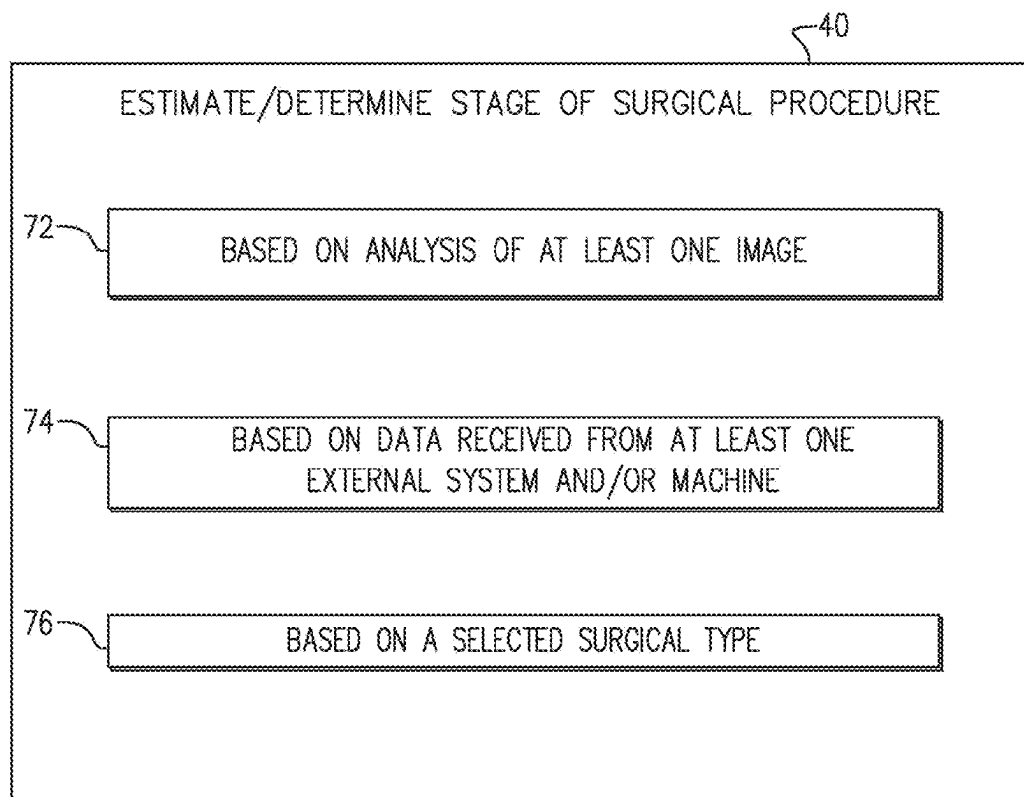 40
ESTIMATE/DETERMINE STAGE OF SURGICAL PROCEDURE
72
BASED ON ANALYSIS OF AT LEAST ONE IMAGE
74
BASED ON DATA RECEIVED FROM AT LEAST ONE
EXTERNAL SYSTEM AND/OR MACHINE
76
BASED ON A SELECTED SURGICAL TYPE